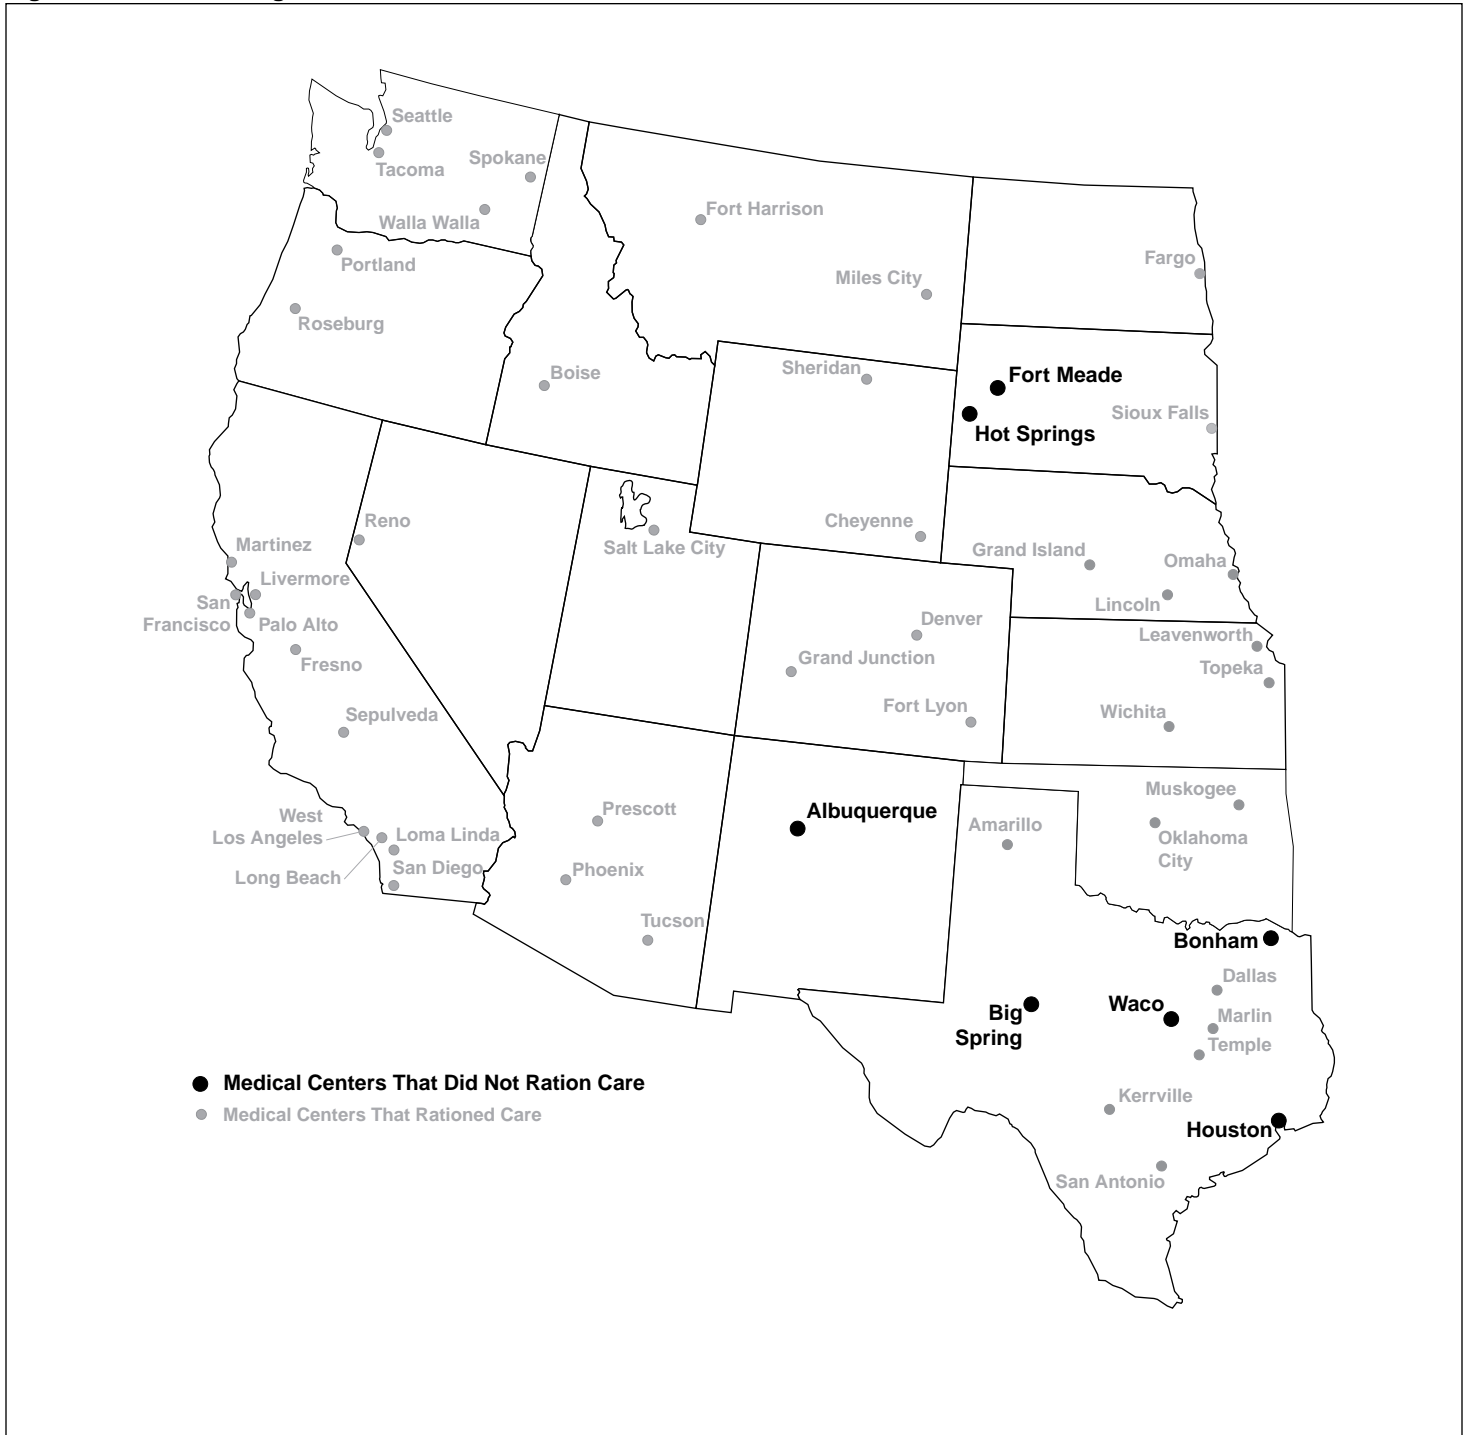 Seattle
Tacoma
Spokane
Walla Walla
Portland
Roseburg
Fort Harrison
Miles City
Fargo
Boise
Sheridan
Fort Meade
Hot Springs
Sioux Falls
Reno
Salt Lake City
Cheyenne
Grand Island
Omaha
Lincoln
Martinez
Livermore
San
Francisco
Palo Alto
Fresno
Sepulveda
Denver
Grand Junction
Fort Lyon
Leavenworth
Topeka
Wichita
West
Los Angeles
Loma Linda
Long Beach
San Diego
Prescott
Phoenix
Tucson
Albuquerque
Amarillo
Muskogee
Oklahoma
City
Bonham
Dallas
Big
Spring
Waco
Marlin
Temple
Kerrville
Houston
San Antonio
Medical Centers That Did Not Ration Care
Medical Centers That Rationed Care